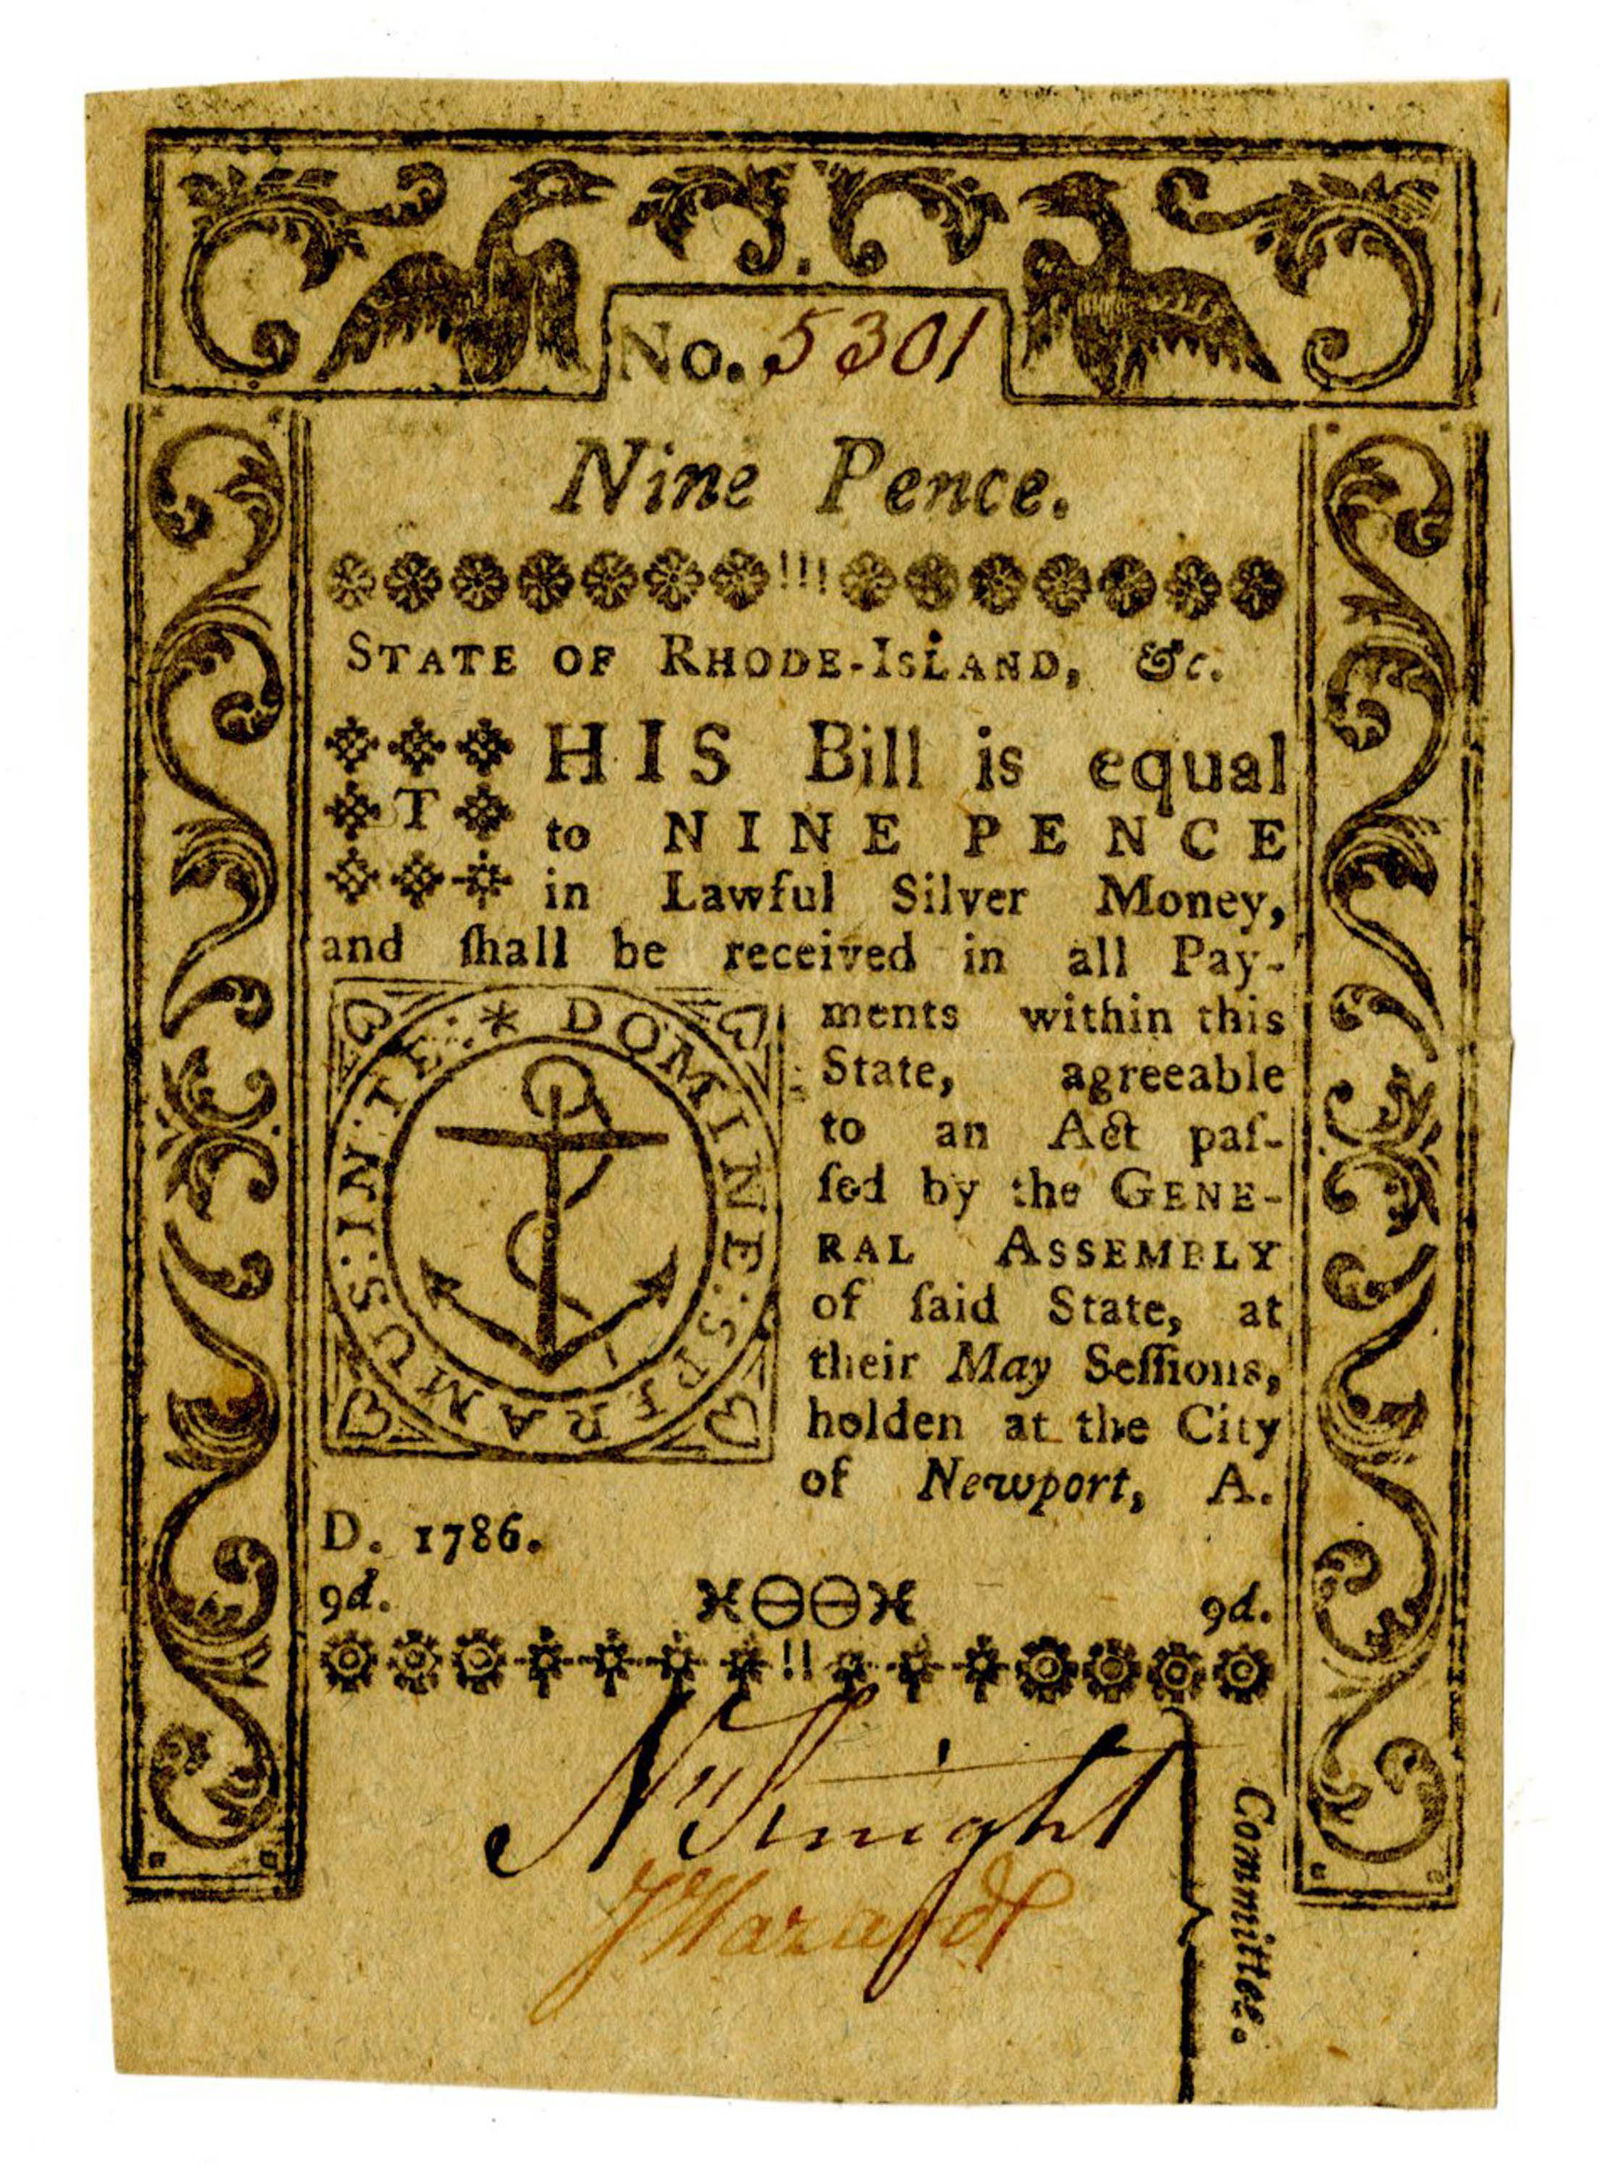 No. 5301
Nine Pence.
!!!
STATE OF RHODE-ISLAND, &c.
THIS Bill is equal
to NINE PENCE
in Lawful Silver Money,
and ſhall be received in all Pay-
ments within this
State, agreeable
to an Act paſ-
ſed by the GENE-
RAL ASSEMBLY
of ſaid State, at
their May Seſſions,
holden at the City
of Newport, A.
D. 1786.
* DOMINE : SPERAMUS : IN : TE :
9d. 9d.
!!
N Knight
J Hazard
Committee.